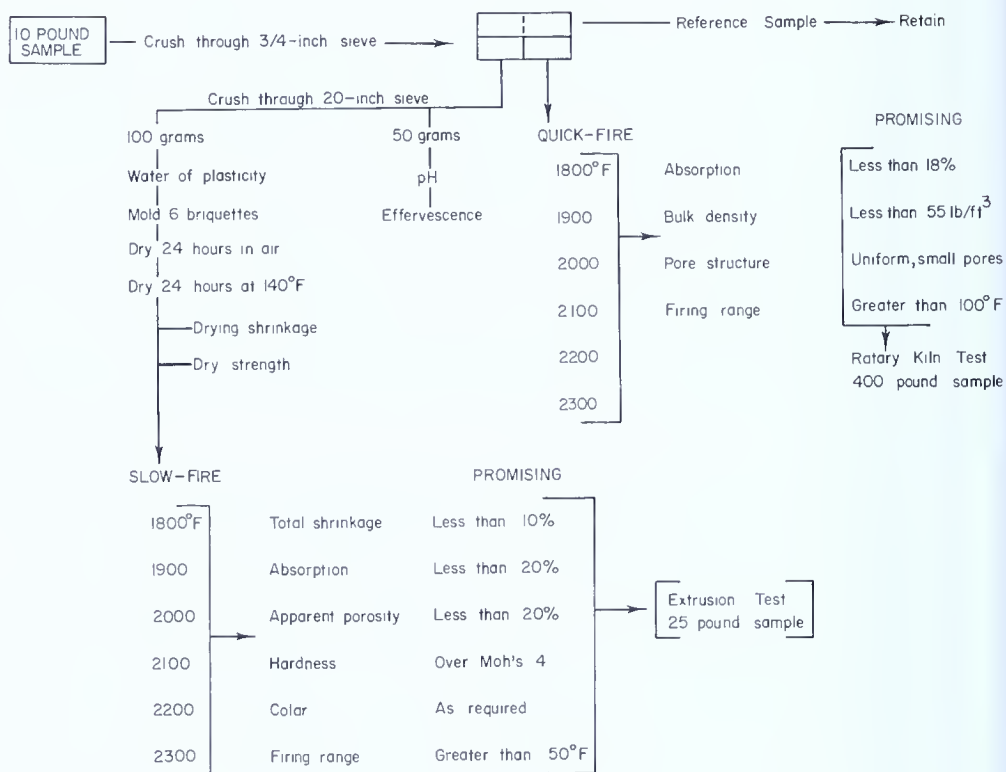 10 POUND
SAMPLE
Crush through 3/4-inch sieve
Reference Sample
Retain
Crush through 20-inch sieve
100 grams
Water of plasticity
Mold 6 briquettes
Dry 24 hours in air
Dry 24 hours at 140°F
Drying shrinkage
Dry strength
50 grams
pH
Effervescence
QUICK-FIRE
1800°F
1900
2000
2100
2200
2300
Absorption
Bulk density
Pore structure
Firing range
PROMISING
Less than 18%
Less than 55 lb/ft³
Uniform, small pores
Greater than 100°F
Ratary Kiln Test
400 pound sample
SLOW-FIRE
PROMISING
1800°F Total shrinkage Less than 10%
1900 Absorption Less than 20%
2000 Apparent porosity Less than 20%
2100 Hardness Over Moh's 4
2200 Colar As required
2300 Firing range Greater than 50°F
Extrusion Test
25 pound sample